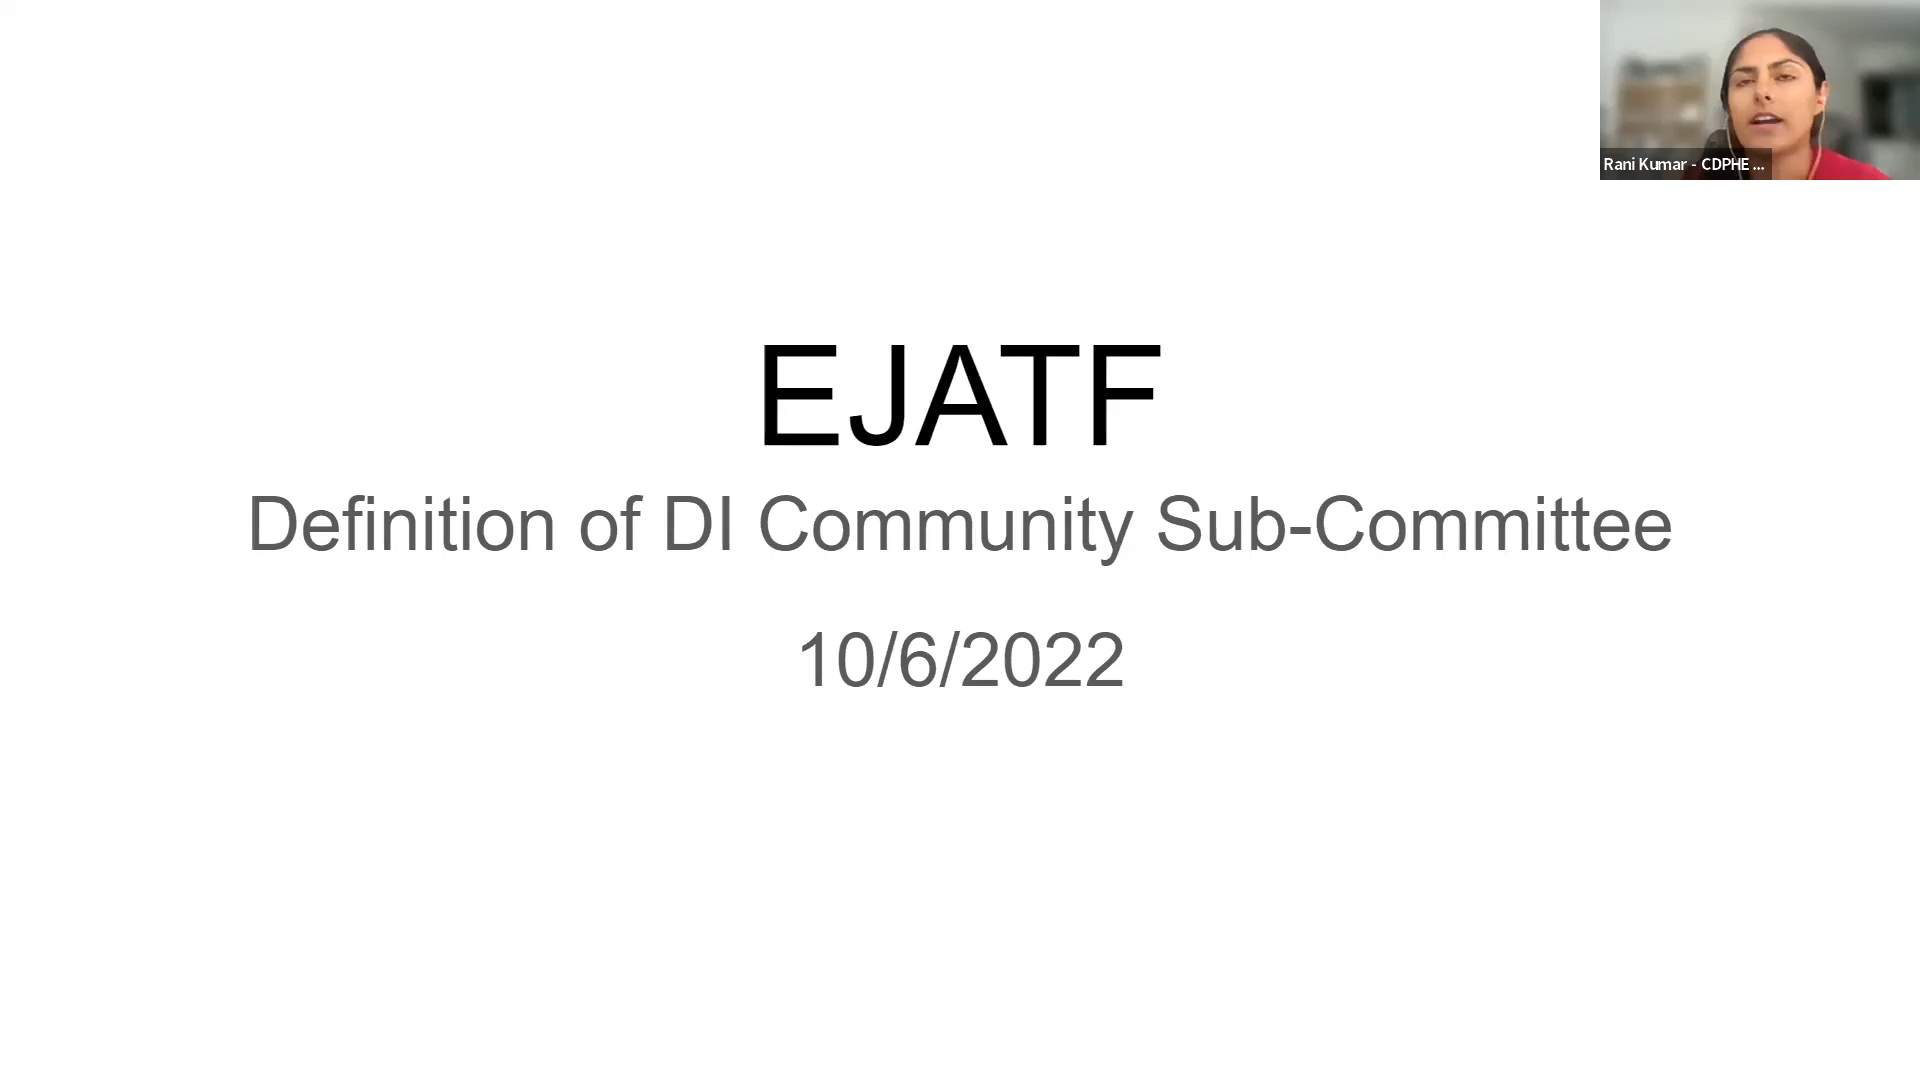 Rani Kumar - CDPHE ...
EJATF
Definition of DI Community Sub-Committee
10/6/2022